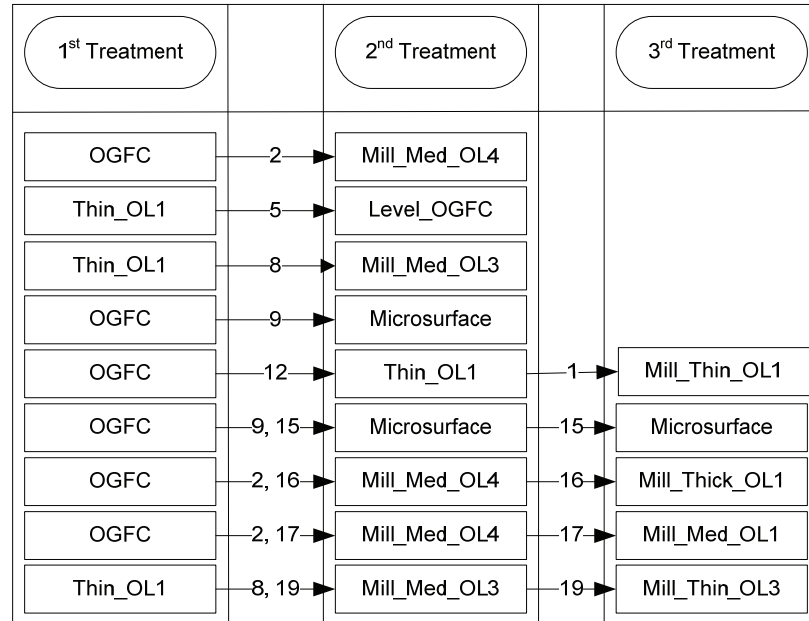 1st Treatment 2nd Treatment 3rd Treatment
OGFC 2 Mill_Med_OL4
Thin_OL1 5 Level_OGFC
Thin_OL1 8 Mill_Med_OL3
OGFC 9 Microsurface
OGFC 12 Thin_OL1 1 Mill_Thin_OL1
OGFC 9, 15 Microsurface 15 Microsurface
OGFC 2, 16 Mill_Med_OL4 16 Mill_Thick_OL1
OGFC 2, 17 Mill_Med_OL4 17 Mill_Med_OL1
Thin_OL1 8, 19 Mill_Med_OL3 19 Mill_Thin_OL3